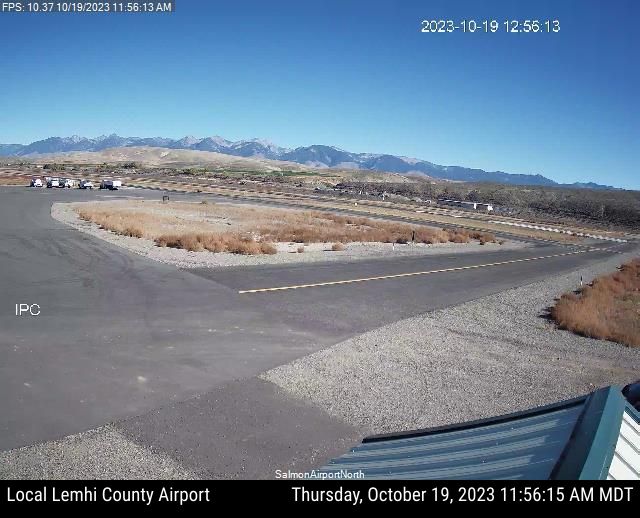 FPS: 10.37 10/19/2023 11:56:13 AM
2023-10-19 12:56:13
IPC
SalmonAirportNorth
Local Lemhi County Airport
Thursday, October 19, 2023 11:56:15 AM MDT